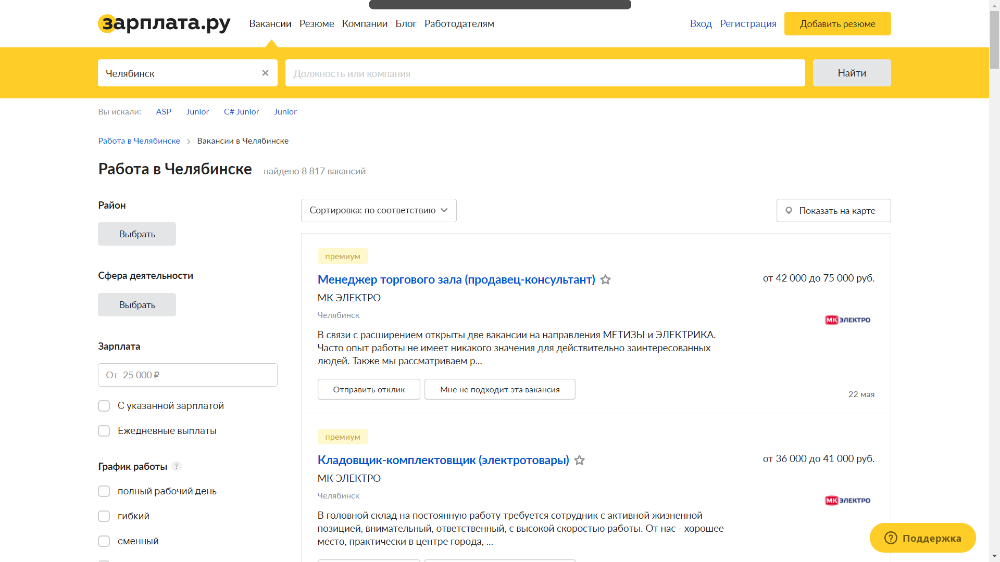 зарплата.ру
Вакансии Резюме Компании Блог Работодателям
Вход Регистрация Добавить резюме
Челябинск
Должность или компания
Найти
Вы искали: ASP Junior C# Junior Junior
Работа в Челябинске > Вакансии в Челябинске
Работа в Челябинске найдено 8 817 вакансий
Район
Выбрать
Сфера деятельности
Выбрать
Зарплата
От 25 000 ₽
С указанной зарплатой
Ежедневные выплаты
График работы ?
полный рабочий день
гибкий
сменный
Сортировка: по соответствию
Показать на карте
премиум
Менеджер торгового зала (продавец-консультант)
от 42 000 до 75 000 руб.
МК ЭЛЕКТРО
Челябинск
МК ЭЛЕКТРО
В связи с расширением открыты две вакансии на направления МЕТИЗЫ и ЭЛЕКТРИКА.
Часто опыт работы не имеет никакого значения для действительно заинтересованных
людей. Также мы рассматриваем р...
Отправить отклик
Мне не подходит эта вакансия
22 мая
премиум
Кладовщик-комплектовщик (электротовары)
от 36 000 до 41 000 руб.
МК ЭЛЕКТРО
Челябинск
МК ЭЛЕКТРО
В головной склад на постоянную работу требуется сотрудник с активной жизненной
позицией, внимательный, ответственный, с высокой скоростью работы. От нас - хорошее
место, практически в центре города, ...
? Поддержка